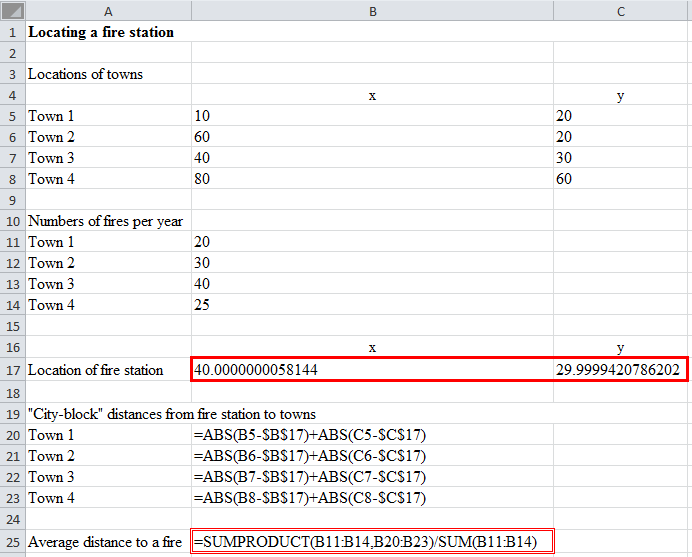 A B C
1 Locating a fire station
2
3 Locations of towns
4 x y
5 Town 1 10 20
6 Town 2 60 20
7 Town 3 40 30
8 Town 4 80 60
9
10 Numbers of fires per year
11 Town 1 20
12 Town 2 30
13 Town 3 40
14 Town 4 25
15
16 x y
17 Location of fire station 40.0000000058144 29.9999420786202
18
19 "City-block" distances from fire station to towns
20 Town 1 =ABS(B5-$B$17)+ABS(C5-$C$17)
21 Town 2 =ABS(B6-$B$17)+ABS(C6-$C$17)
22 Town 3 =ABS(B7-$B$17)+ABS(C7-$C$17)
23 Town 4 =ABS(B8-$B$17)+ABS(C8-$C$17)
24
25 Average distance to a fire =SUMPRODUCT(B11:B14,B20:B23)/SUM(B11:B14)